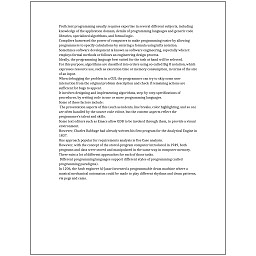 Proficient programming usually requires expertise in several different subjects, including
knowledge of the application domain, details of programming languages and generic code
libraries, specialized algorithms, and formal logic.
Compilers harnessed the power of computers to make programming easier by allowing
programmers to specify calculations by entering a formula using infix notation.
Sometimes software development is known as software engineering, especially when it
employs formal methods or follows an engineering design process.
Ideally, the programming language best suited for the task at hand will be selected.
For this purpose, algorithms are classified into orders using so-called Big O notation, which
expresses resource use, such as execution time or memory consumption, in terms of the size
of an input.
When debugging the problem in a GUI, the programmer can try to skip some user
interaction from the original problem description and check if remaining actions are
sufficient for bugs to appear.
It involves designing and implementing algorithms, step-by-step specifications of
procedures, by writing code in one or more programming languages.
Some of these factors include:
The presentation aspects of this (such as indents, line breaks, color highlighting, and so on)
are often handled by the source code editor, but the content aspects reflect the
programmer's talent and skills.
Some text editors such as Emacs allow GDB to be invoked through them, to provide a visual
environment.
However, Charles Babbage had already written his first program for the Analytical Engine in
1837.
One approach popular for requirements analysis is Use Case analysis.
However, with the concept of the stored-program computer introduced in 1949, both
programs and data were stored and manipulated in the same way in computer memory.
There exist a lot of different approaches for each of those tasks.
Different programming languages support different styles of programming (called
programming paradigms).
In 1206, the Arab engineer Al-Jazari invented a programmable drum machine where a
musical mechanical automaton could be made to play different rhythms and drum patterns,
via pegs and cams.